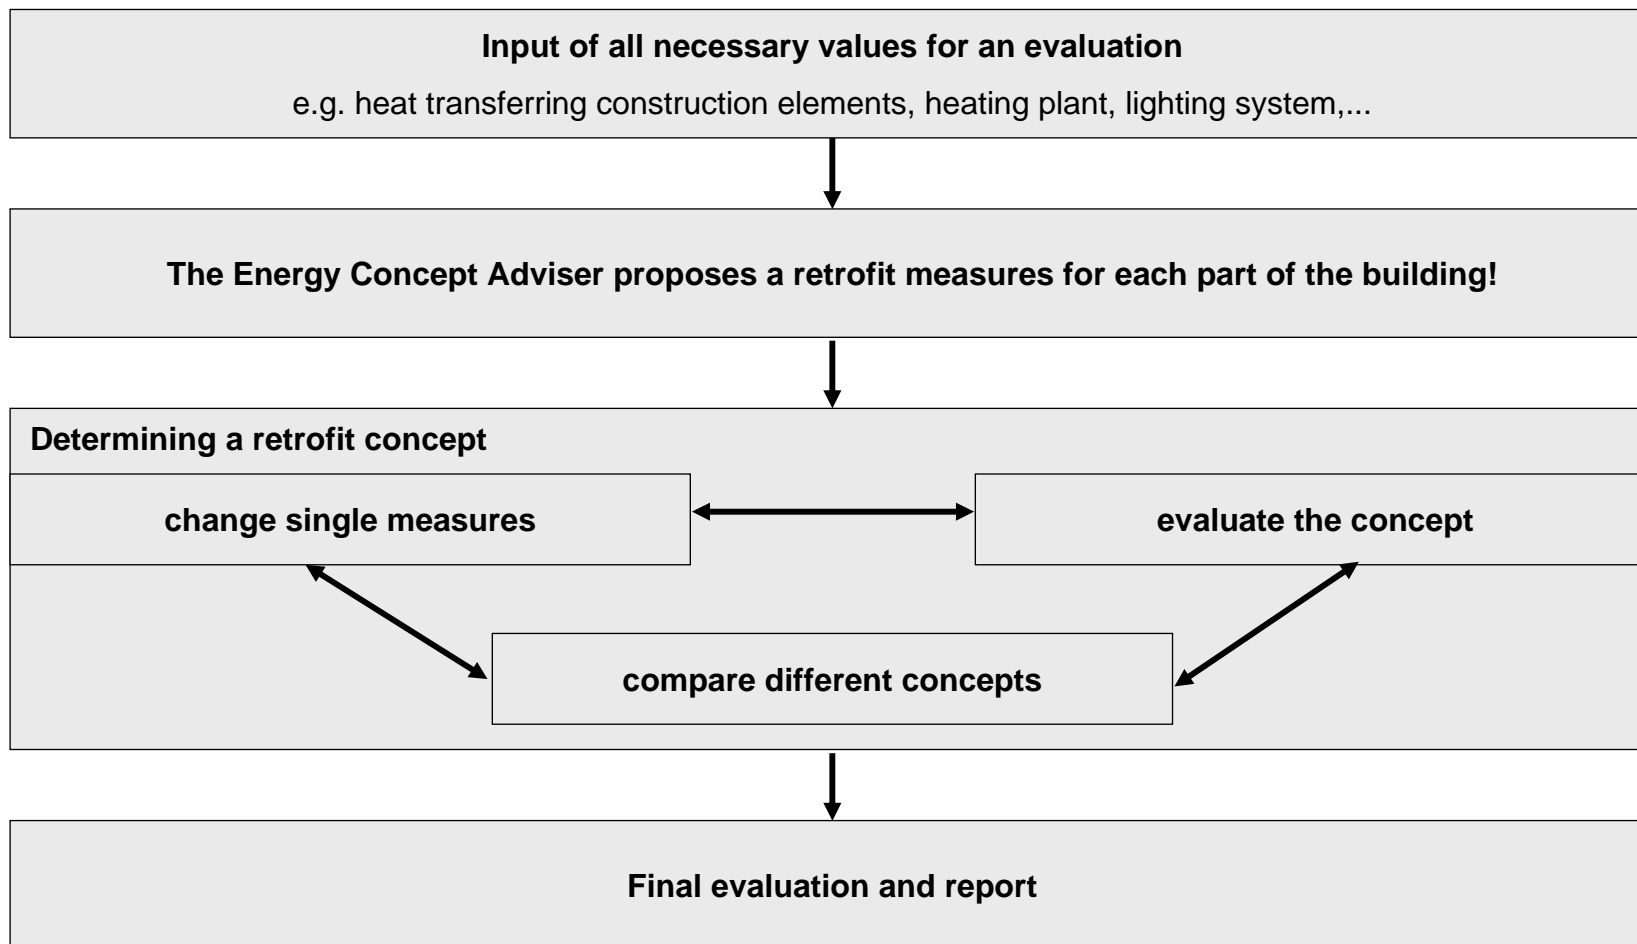 Input of all necessary values for an evaluation
e.g. heat transferring construction elements, heating plant, lighting system,...
The Energy Concept Adviser proposes a retrofit measures for each part of the building!
Determining a retrofit concept
change single measures
evaluate the concept
compare different concepts
Final evaluation and report